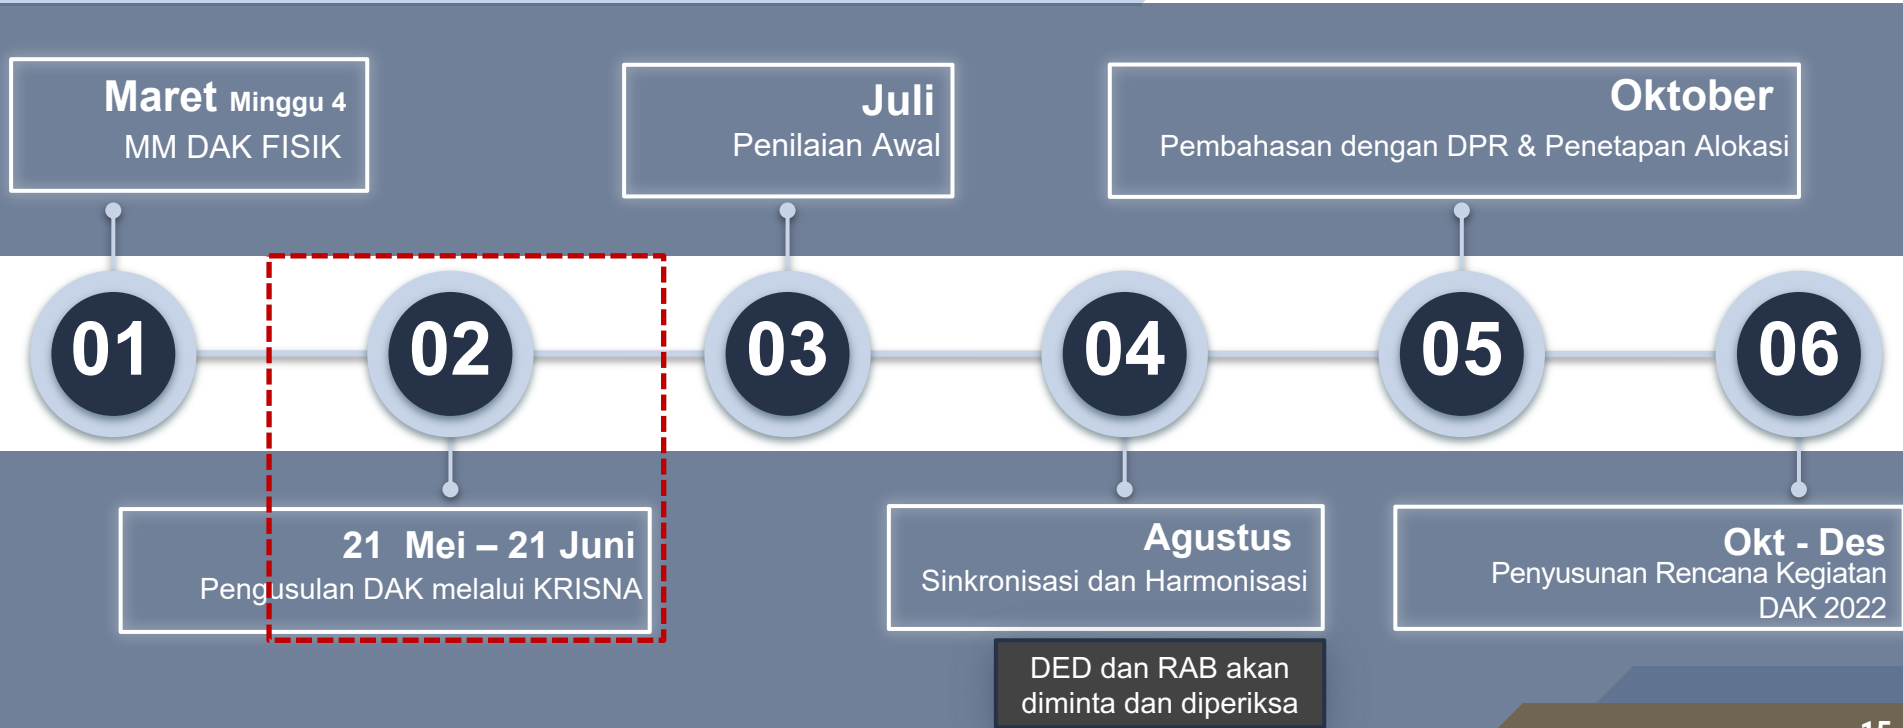 Maret Minggu 4
MM DAK FISIK
Juli
Penilaian Awal
Oktober
Pembahasan dengan DPR & Penetapan Alokasi
01
02
03
04
05
06
21 Mei – 21 Juni
Pengusulan DAK melalui KRISNA
Agustus
Sinkronisasi dan Harmonisasi
Okt - Des
Penyusunan Rencana Kegiatan
DAK 2022
DED dan RAB akan
diminta dan diperiksa
15